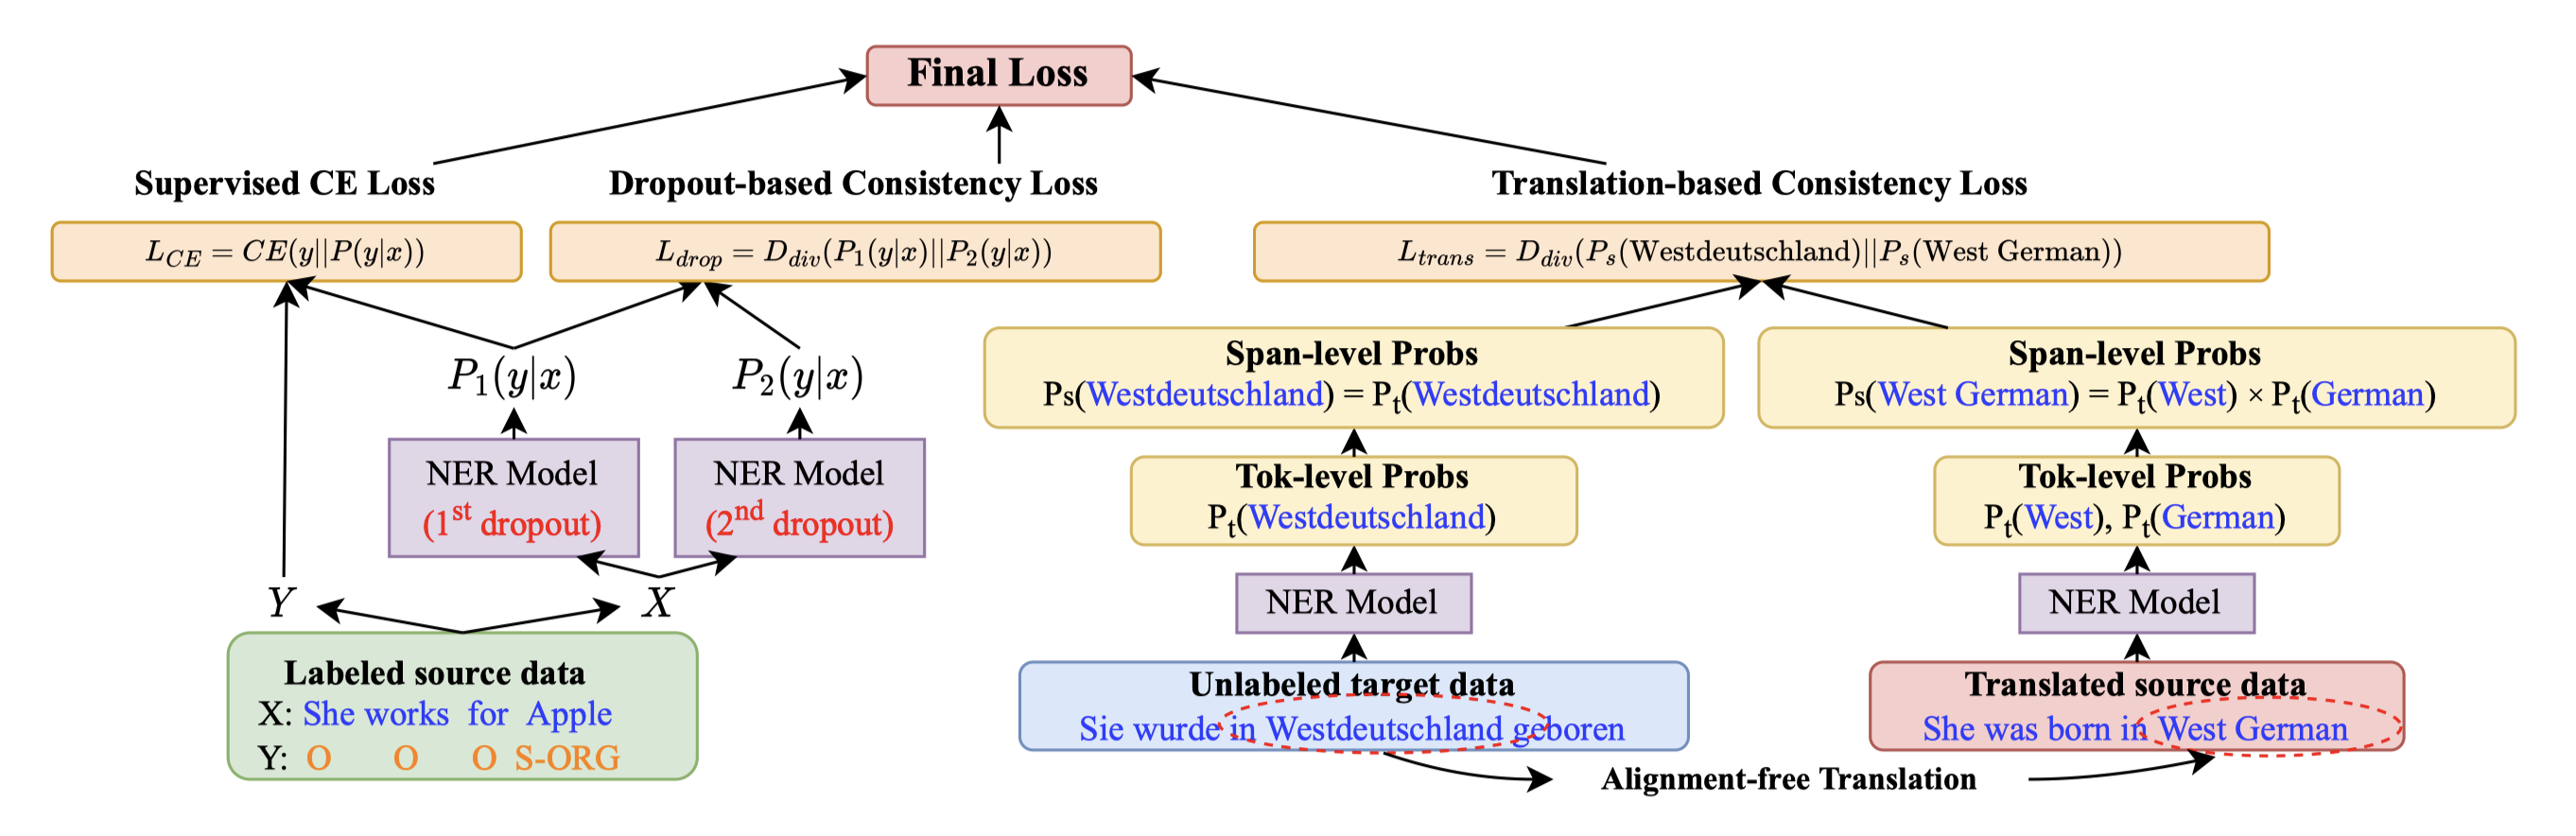 Final Loss
Supervised CE Loss
Dropout-based Consistency Loss
Translation-based Consistency Loss
L_{CE} = CE(y||P(y|x))
L_{drop} = D_{div}(P_1(y|x)||P_2(y|x))
L_{trans} = D_{div}(P_s(Westdeutschland)||P_s(West German))
P_1(y|x)
P_2(y|x)
NER Model
(1^{st} dropout)
NER Model
(2^{nd} dropout)
Y
X
Labeled source data
X: She works for Apple
Y: O O O S-ORG
Span-level Probs
Ps(Westdeutschland) = P_t(Westdeutschland)
Tok-level Probs
P_t(Westdeutschland)
NER Model
Unlabeled target data
Sie wurde in Westdeutschland geboren
Span-level Probs
Ps(West German) = P_t(West) × P_t(German)
Tok-level Probs
P_t(West), P_t(German)
NER Model
Translated source data
She was born in West German
Alignment-free Translation